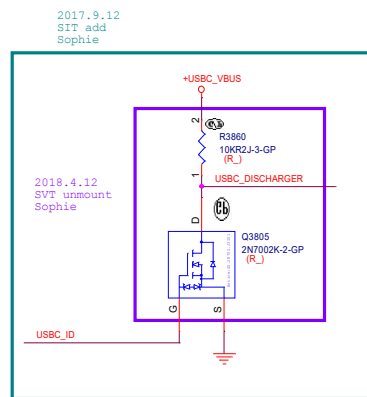 2017.9.12
SIT add
Sophie
+USBC_VBUS
2
R3860
10KR2J-3-GP
(R_)
1
USBC_DISCHARGER
2018.4.12
SVT unmount
Sophie
D
Q3805
2N7002K-2-GP
(R_)
G
S
USBC_ID